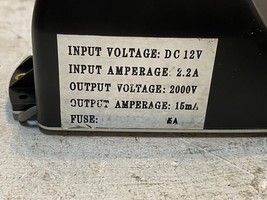 INPUT VOLTAGE: DC 12V
INPUT AMPERAGE: 2.2A
OUTPUT VOLTAGE: 2000V
OUTPUT AMPERAGE: 15mA
FUSE: 5A